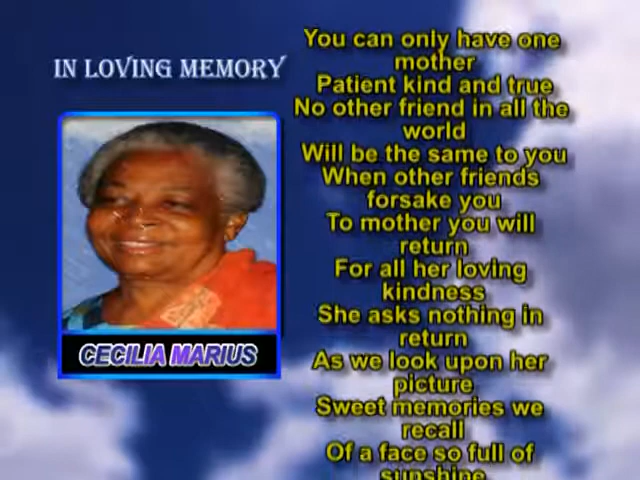 IN LOVING MEMORY
CECILIA MARIUS
You can only have one
mother
Patient kind and true
No other friend in all the
world
Will be the same to you
When other friends
forsake you
To mother you will
return
For all her loving
kindness
She asks nothing in
return
As we look upon her
picture
Sweet memories we
recall
Of a face so full of
sunshine